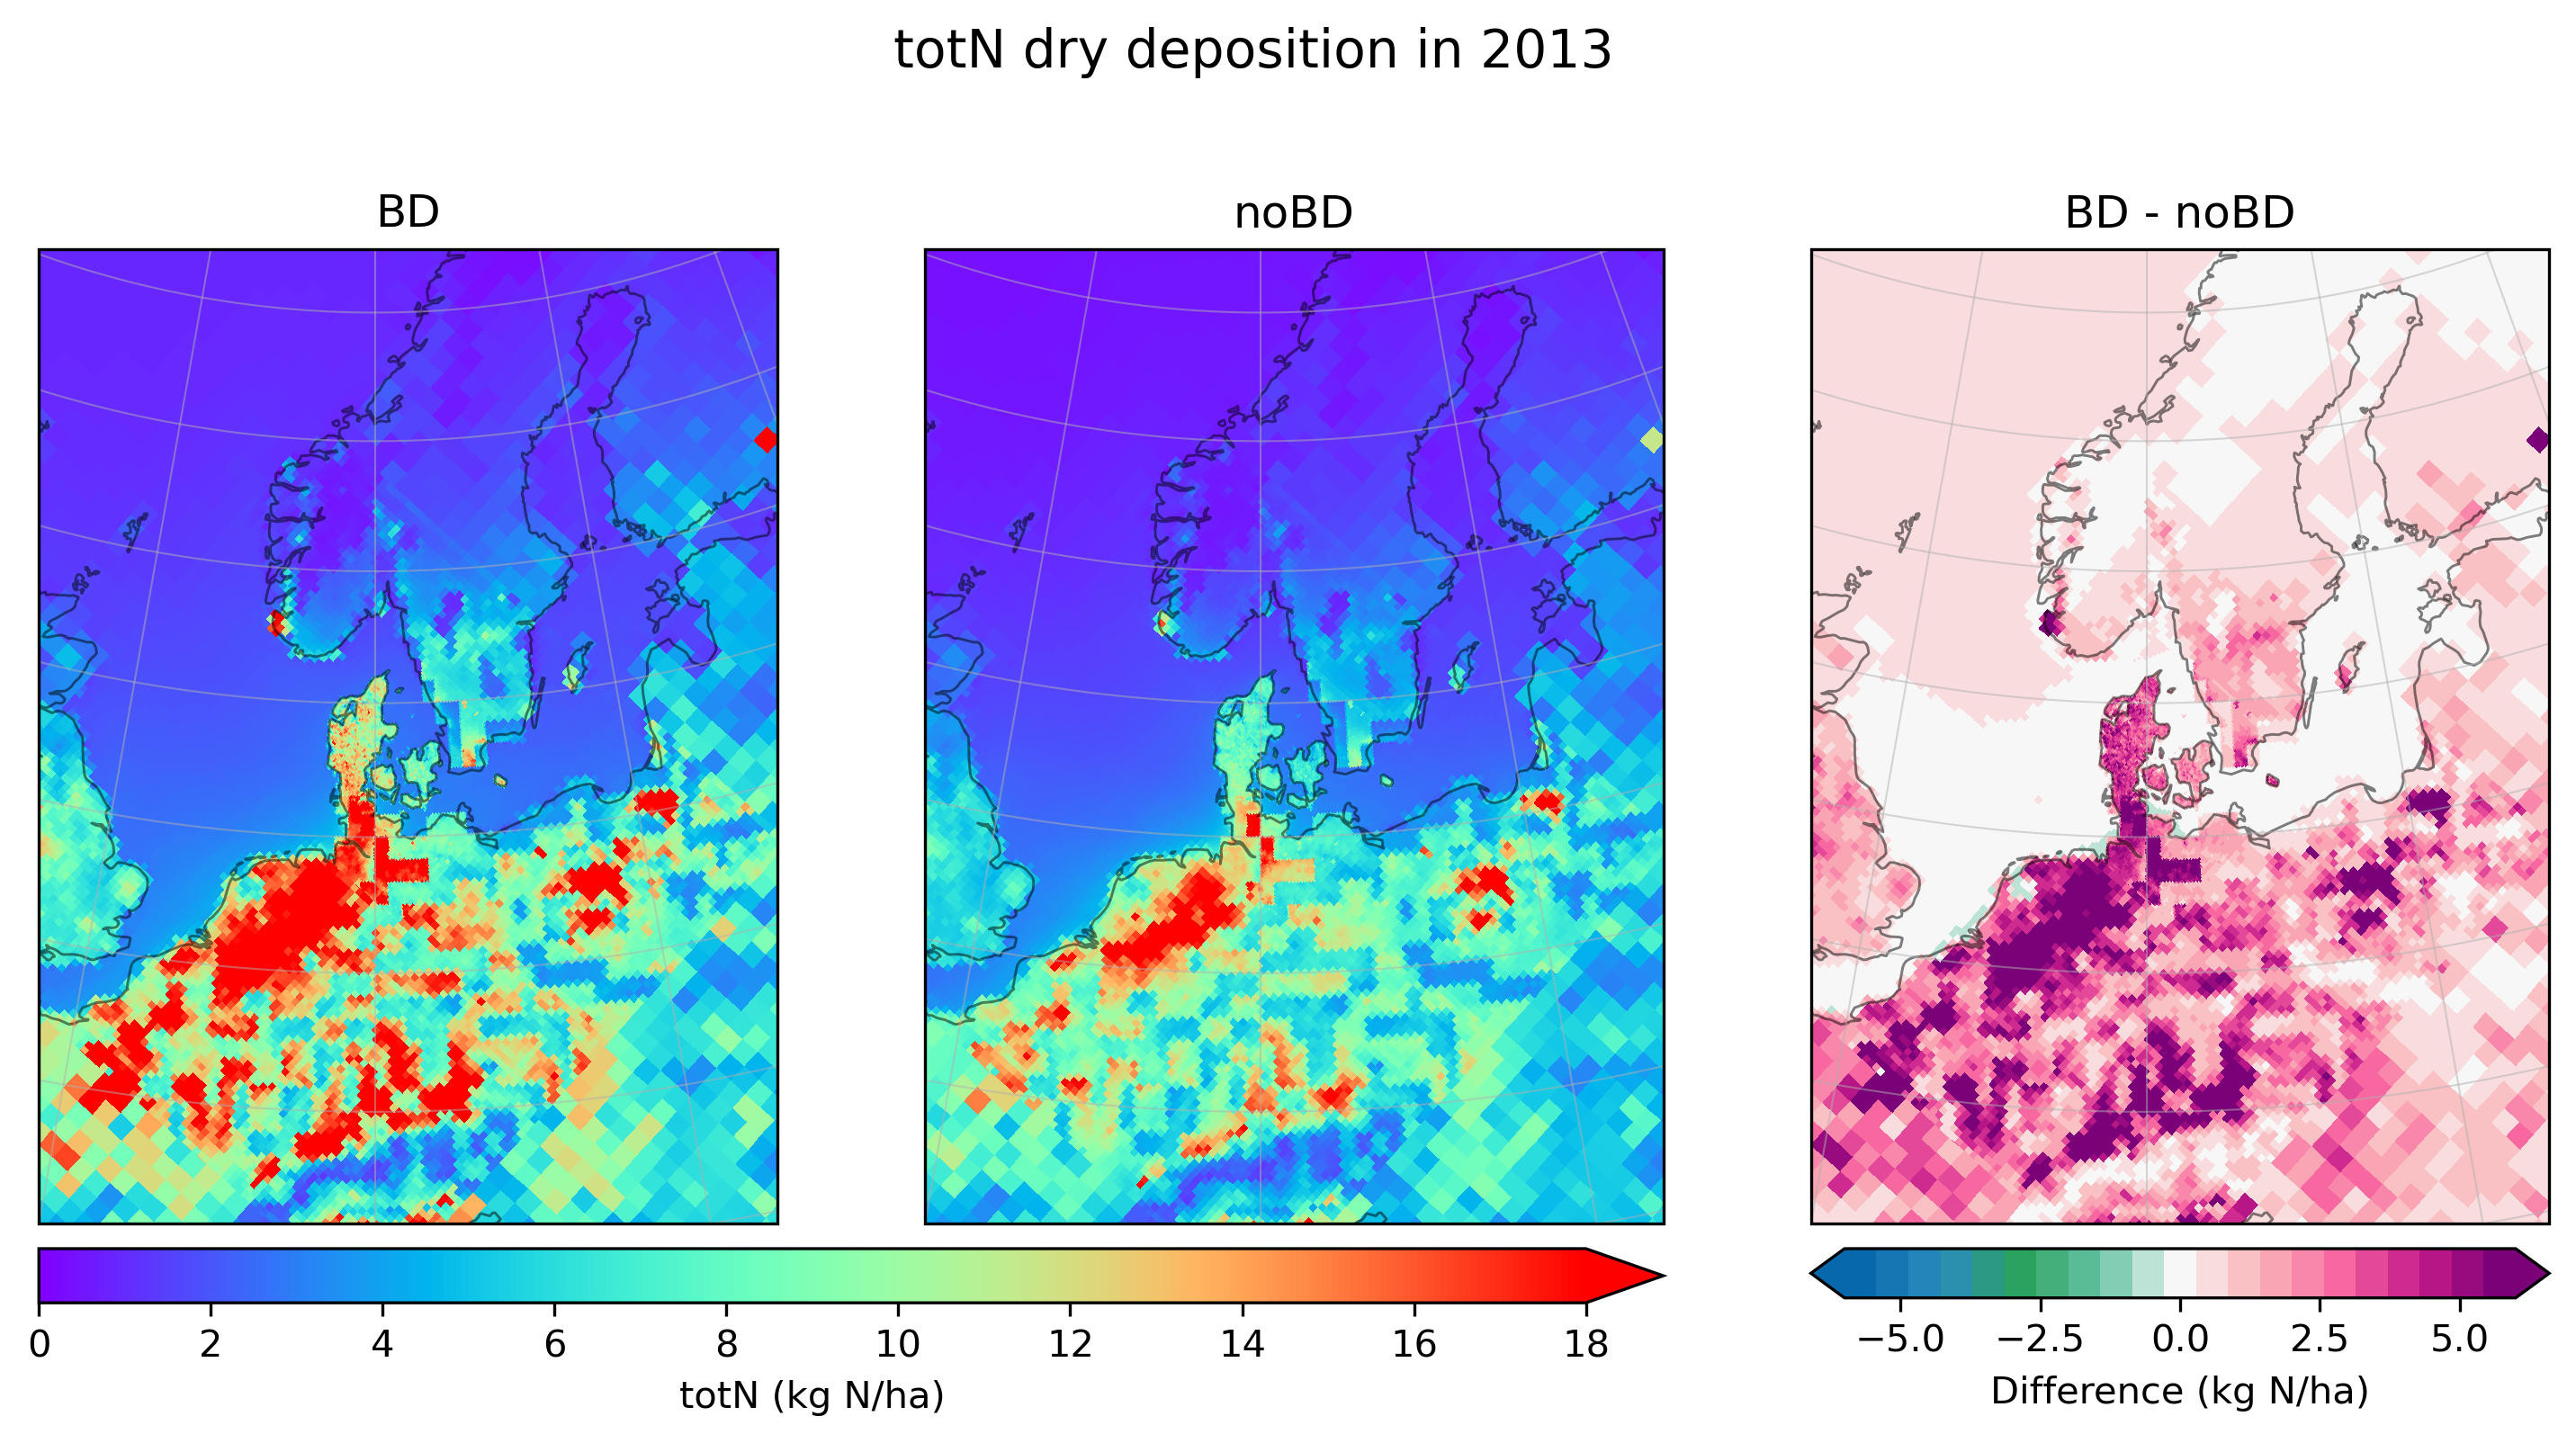 totN dry deposition in 2013
BD
noBD
BD - noBD
0 2 4 6 8 10 12 14 16 18
totN (kg N/ha)
−5.0 −2.5 0.0 2.5 5.0
Difference (kg N/ha)